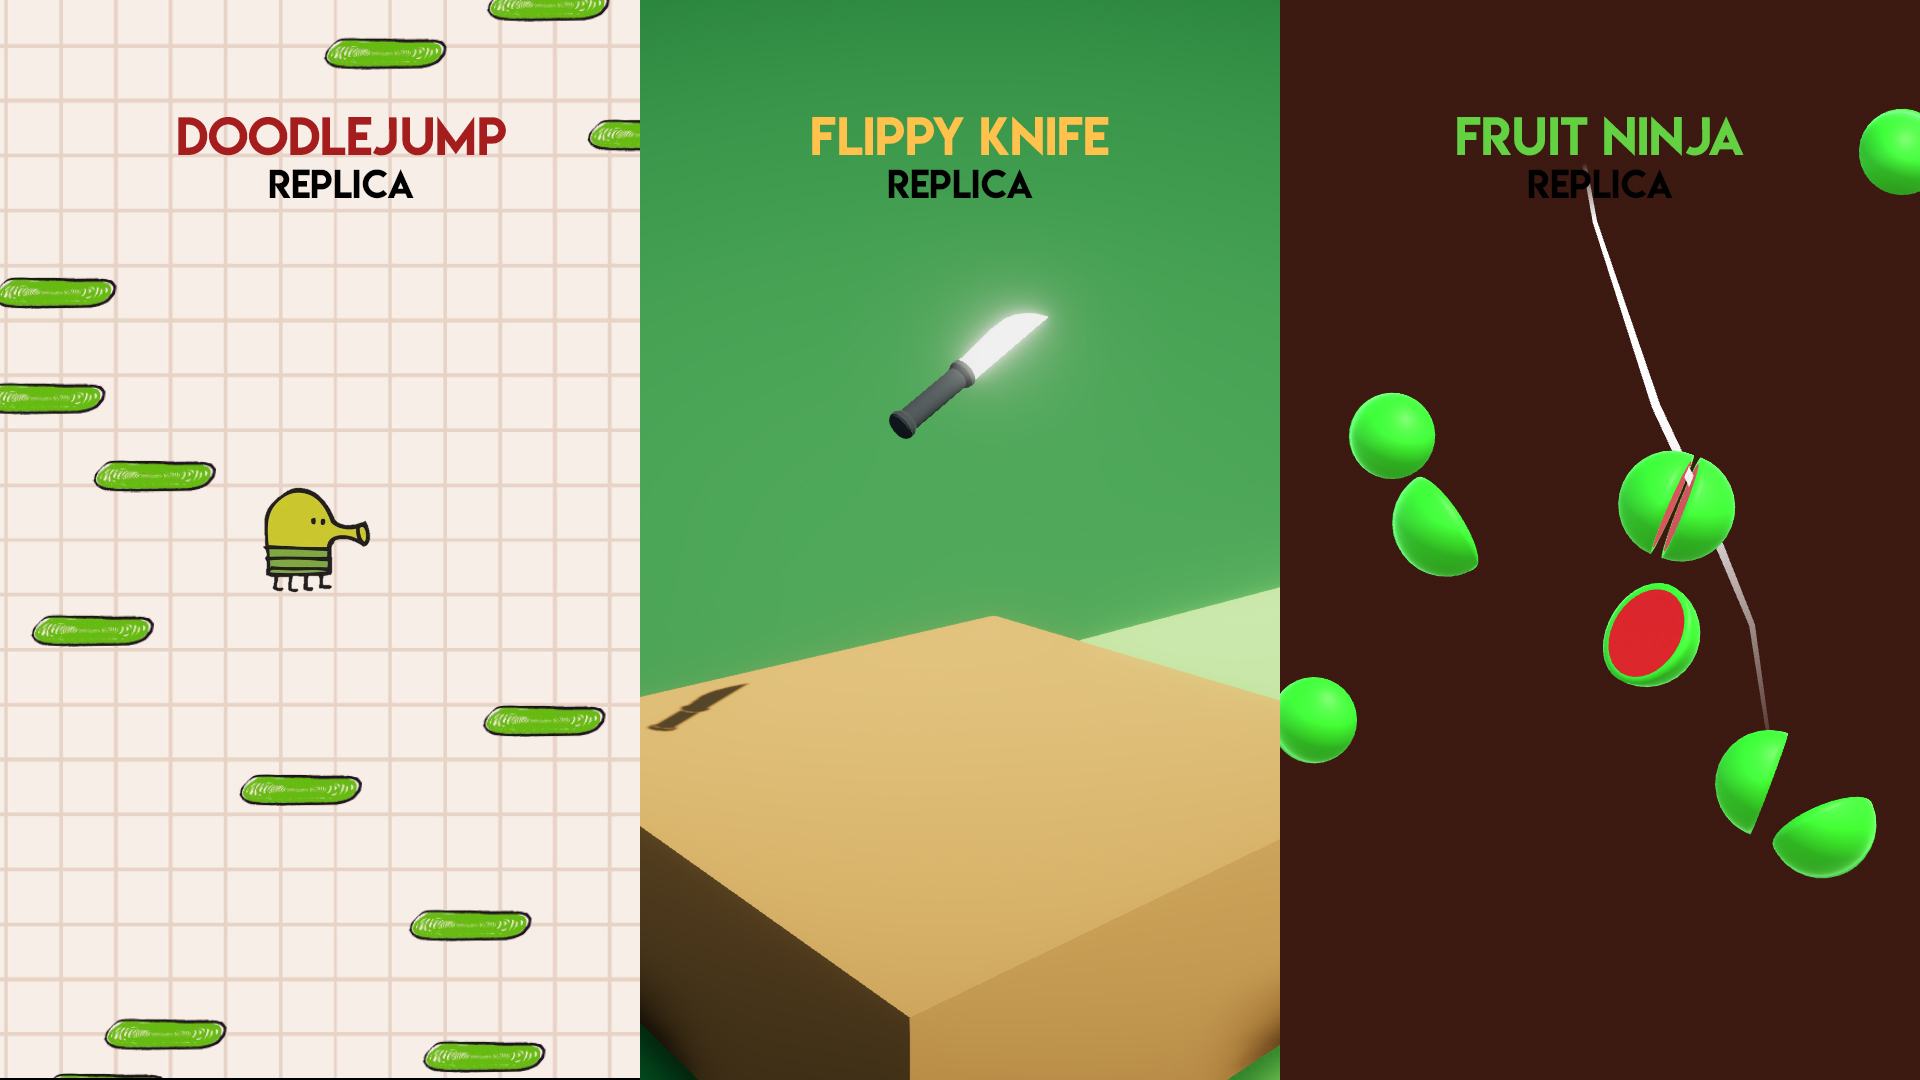 DOODLEJUMP
REPLICA
FLIPPY KNIFE
REPLICA
FRUIT NINJA
REPLICA